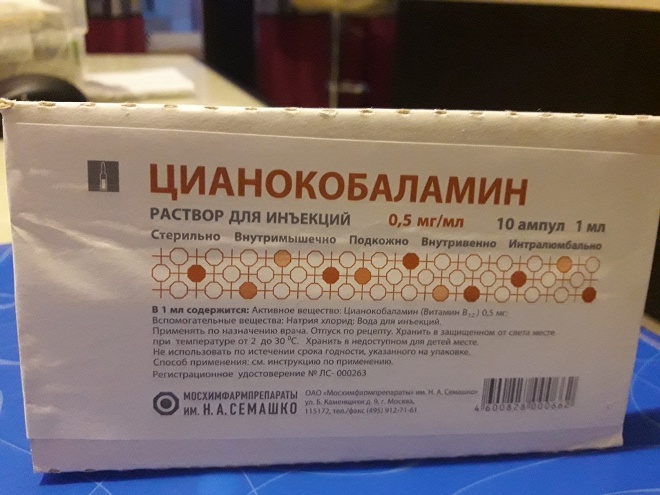 ЦИАНОКОБАЛАМИН
РАСТВОР ДЛЯ ИНЪЕКЦИЙ 0,5 мг/мл 10 ампул 1 мл
Стерильно Внутримышечно Подкожно Внутривенно Интралюмбально
В 1 мл содержится: Активное вещество: Цианокобаламин (Витамин B12) 0,5 мг.
Вспомогательные вещества: Натрия хлорид; Вода для инъекций.
Применять по назначению врача. Отпуск по рецепту. Хранить в защищенном от света месте
при температуре от 2 до 30 °С. Хранить в недоступном для детей месте.
Не использовать по истечении срока годности, указанного на упаковке.
Способ применения: см. инструкцию по применению.
Регистрационное удостоверение № ЛС- 000263
МОСХИМФАРМПРЕПАРАТЫ
ИМ. Н. А. СЕМАШКО
ОАО «Мосхимфармпрепараты» им. Н. А. Семашко
ул. Б. Каменщики д. 9, г. Москва,
115172, тел./факс (495) 912-71-61
4 600828 000662